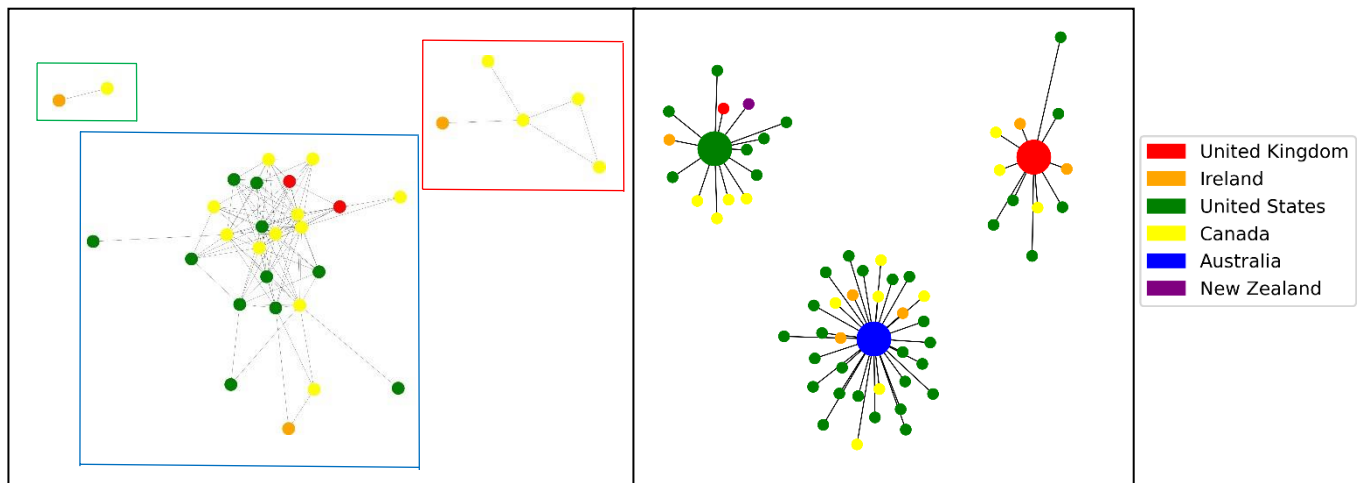 United Kingdom
Ireland
United States
Canada
Australia
New Zealand